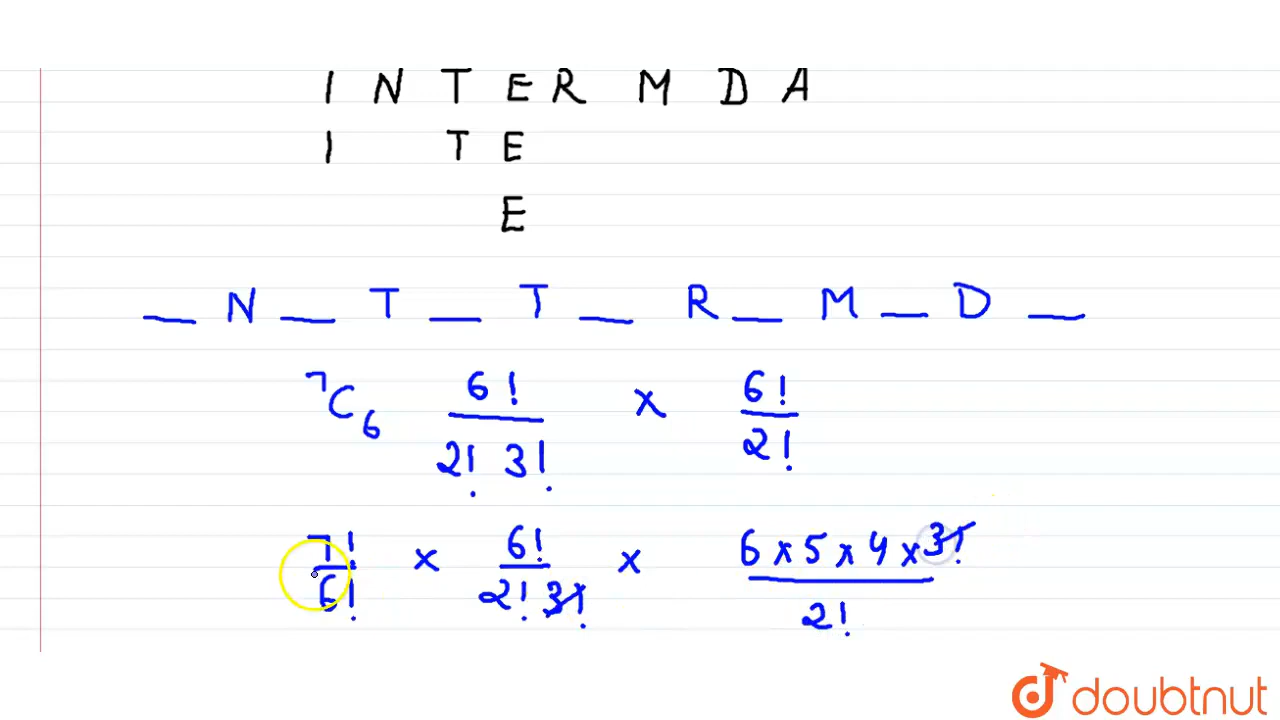 I N T E R M D A
I T E
E
_ N _ T _ T _ R _ M _ D _
⁷C₆ 6!/(2! 3!) × 6!/2!
7!/6! × 6!/(2! 3!) × (6×5×4×3!)/2!
doubtnut